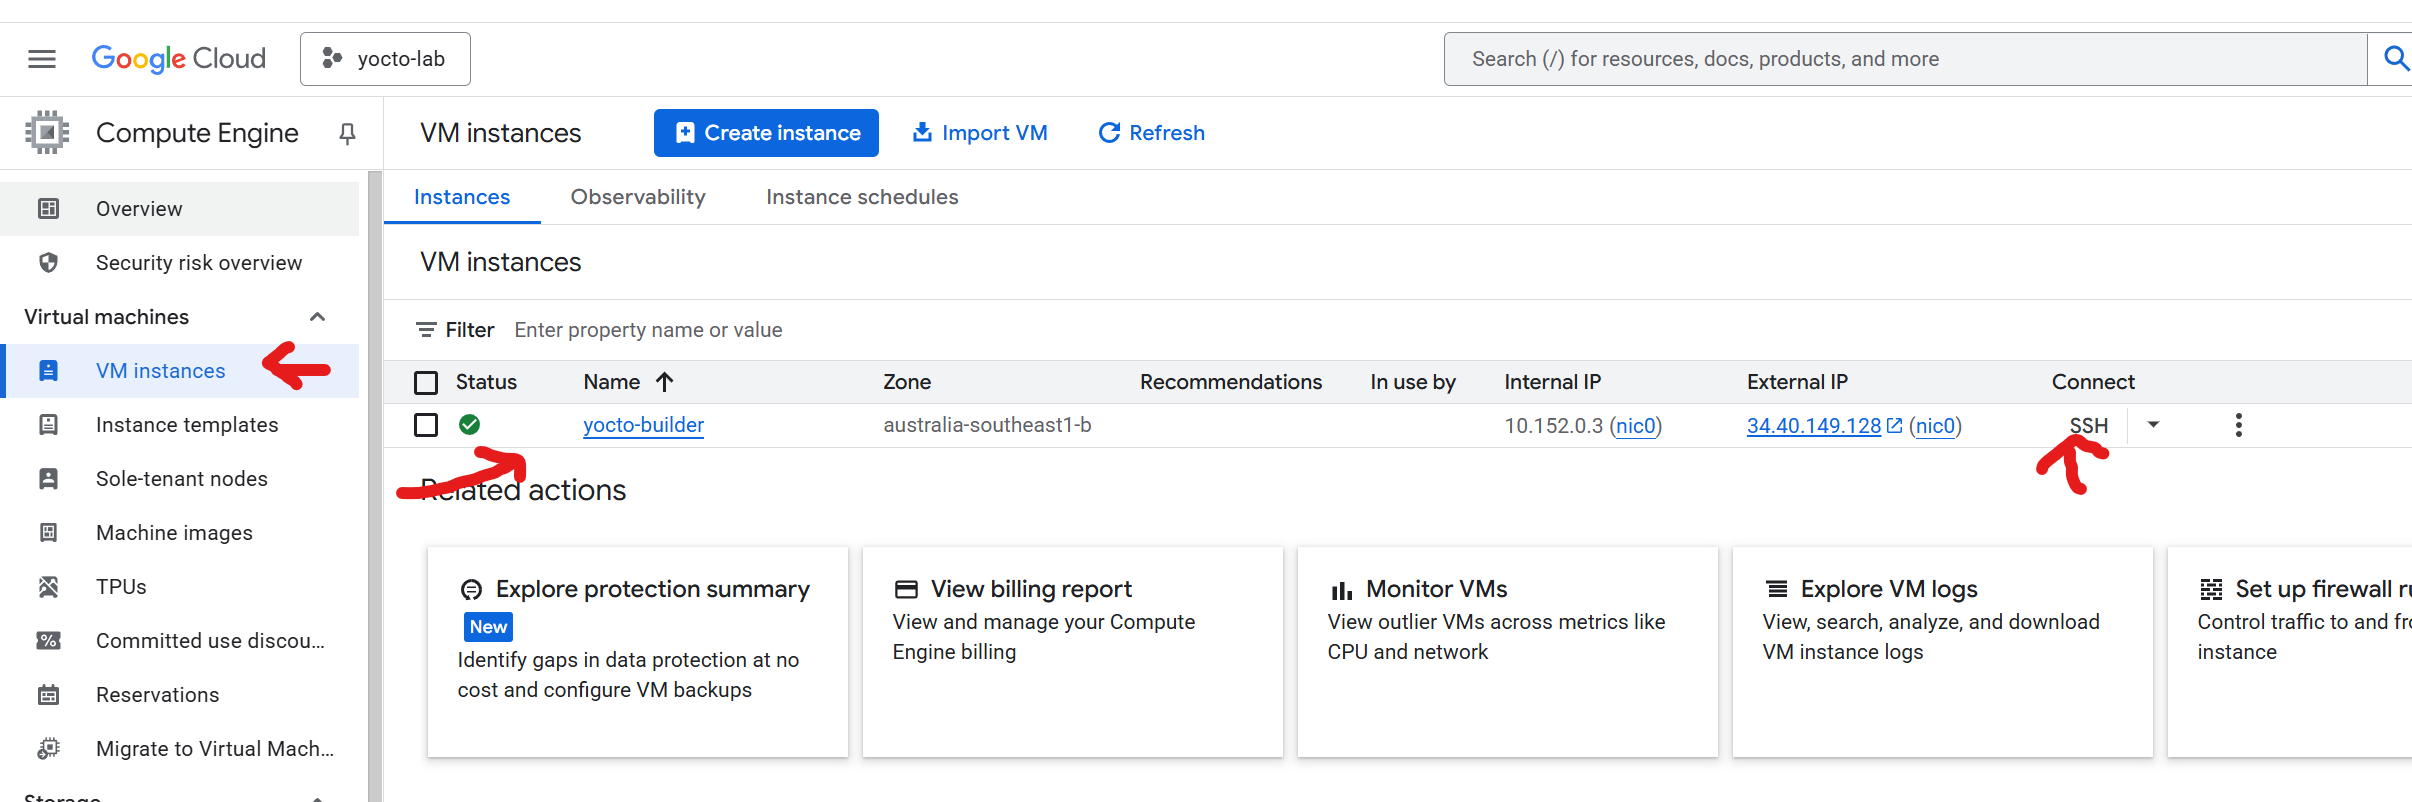 Google Cloud
yocto-lab
Search (/) for resources, docs, products, and more
Compute Engine
VM instances
Create instance
Import VM
Refresh
Overview
Security risk overview
Virtual machines
VM instances
Instance templates
Sole-tenant nodes
Machine images
TPUs
Committed use discou...
Reservations
Migrate to Virtual Mach...
Storage
Instances
Observability
Instance schedules
VM instances
Filter Enter property name or value
Status Name Zone Recommendations In use by Internal IP External IP Connect
yocto-builder australia-southeast1-b 10.152.0.3 (nic0) 34.40.149.128 (nic0) SSH
Related actions
Explore protection summary
New
Identify gaps in data protection at no
cost and configure VM backups
View billing report
View and manage your Compute
Engine billing
Monitor VMs
View outlier VMs across metrics like
CPU and network
Explore VM logs
View, search, analyze, and download
VM instance logs
Set up firewall
Control traffic to and
instance